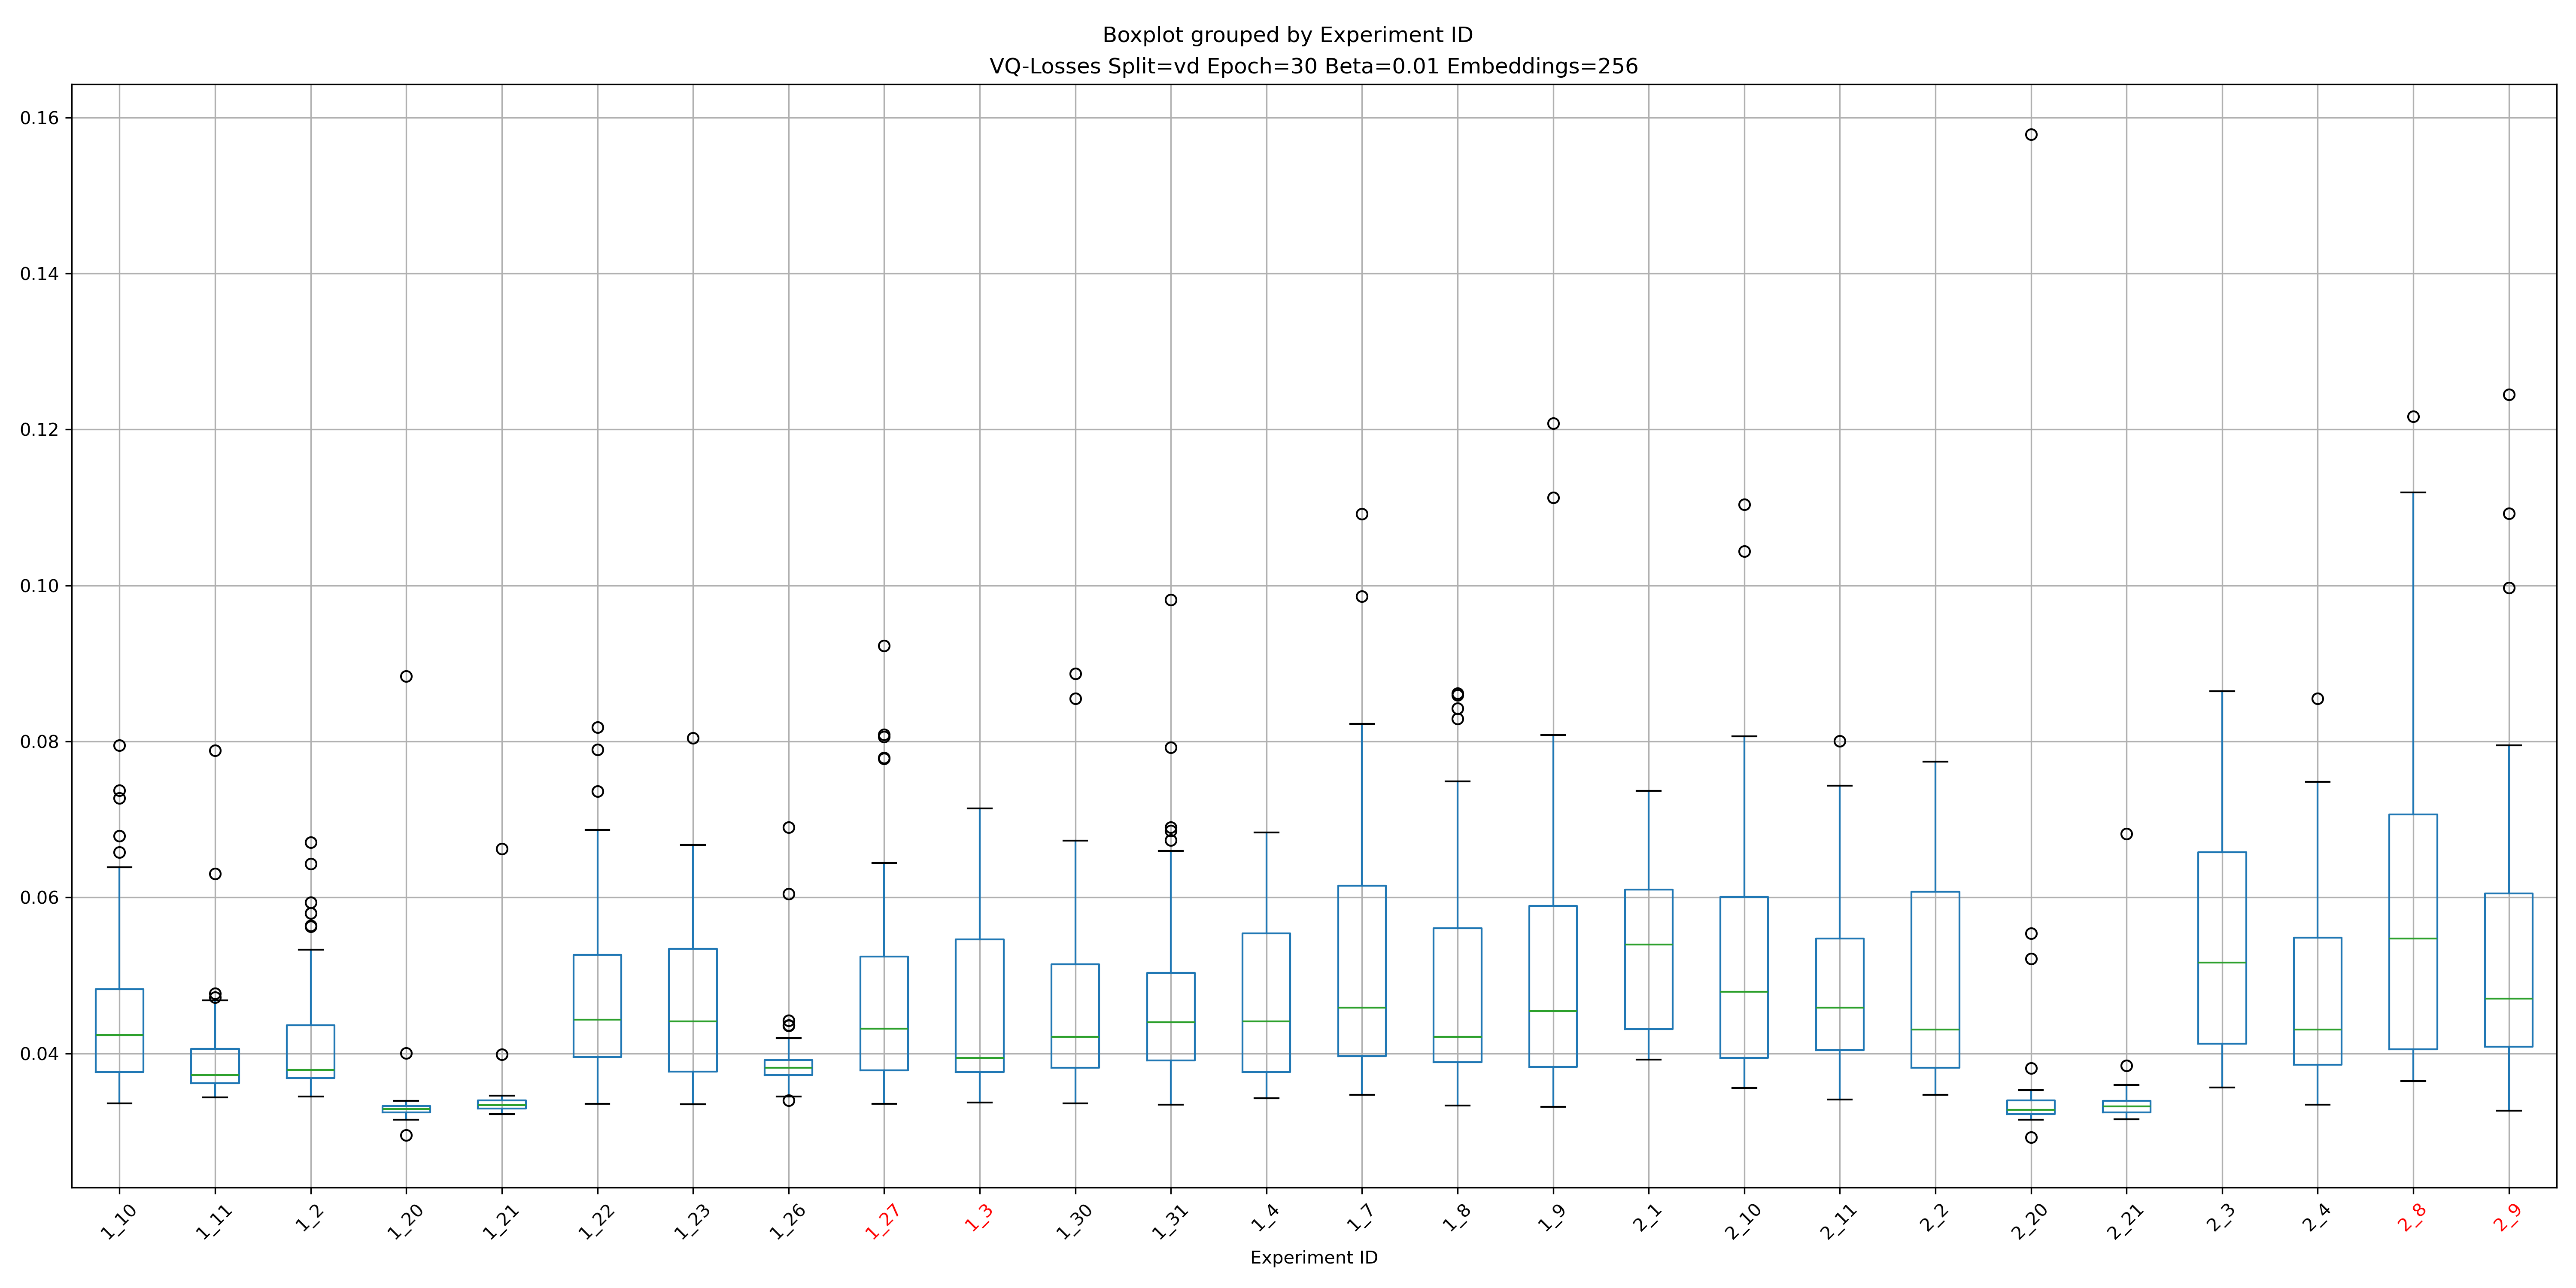 Boxplot grouped by Experiment ID
VQ-Losses Split=vd Epoch=30 Beta=0.01 Embeddings=256
0.16
0.14
0.12
0.10
0.08
0.06
0.04
1_10 1_11 1_2 1_20 1_21 1_22 1_23 1_26 1_27 1_3 1_30 1_31 1_4 1_7 1_8 1_9 2_1 2_10 2_11 2_2 2_20 2_21 2_3 2_4 2_8 2_9
Experiment ID